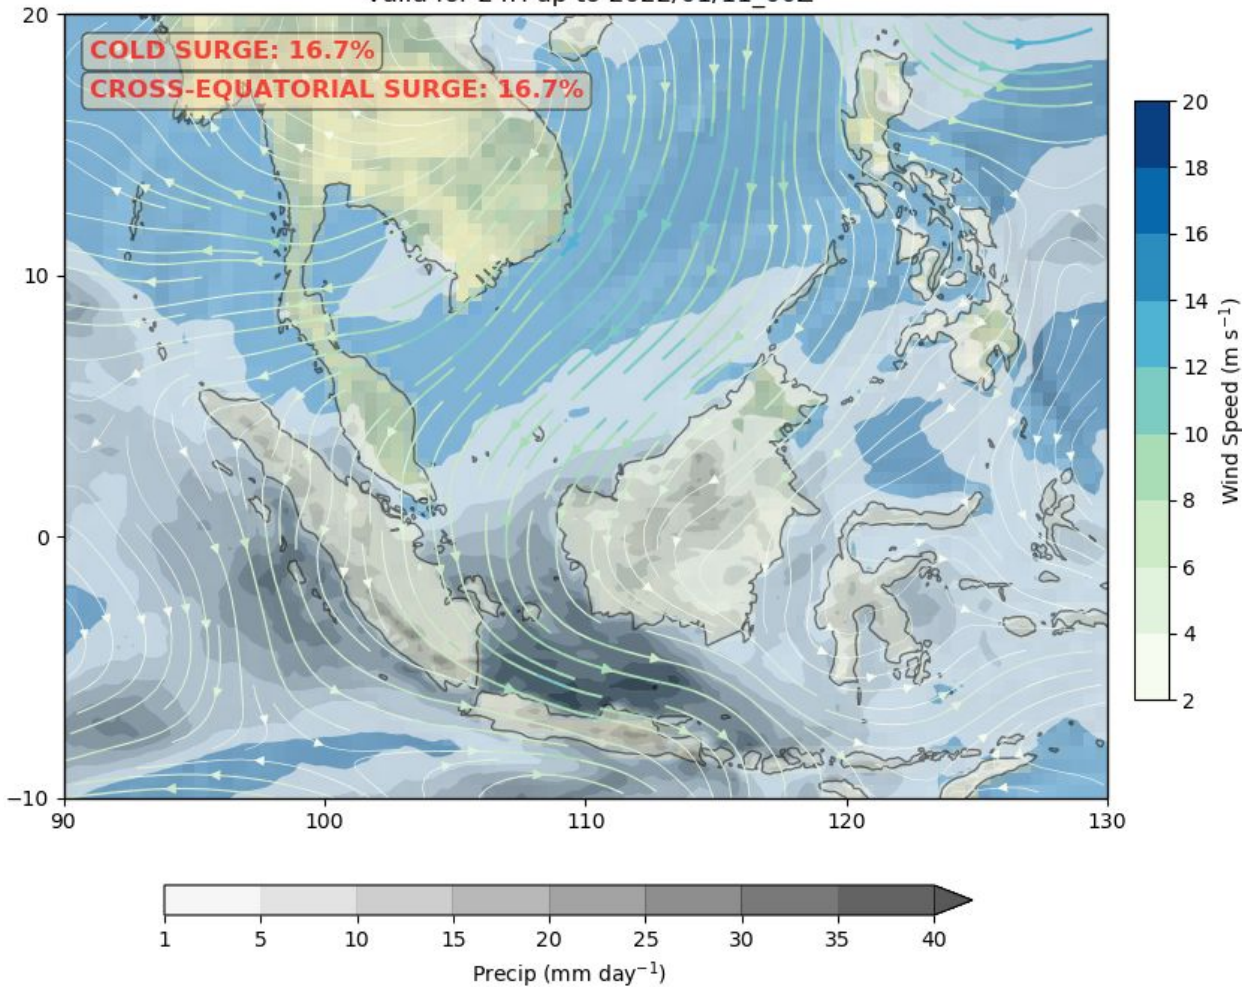 COLD SURGE: 16.7%
CROSS-EQUATORIAL SURGE: 16.7%
20
10
0
−10
90 100 110 120 130
20
18
16
14
12
10
8
6
4
2
Wind Speed (m s⁻¹)
1 5 10 15 20 25 30 35 40
Precip (mm day⁻¹)